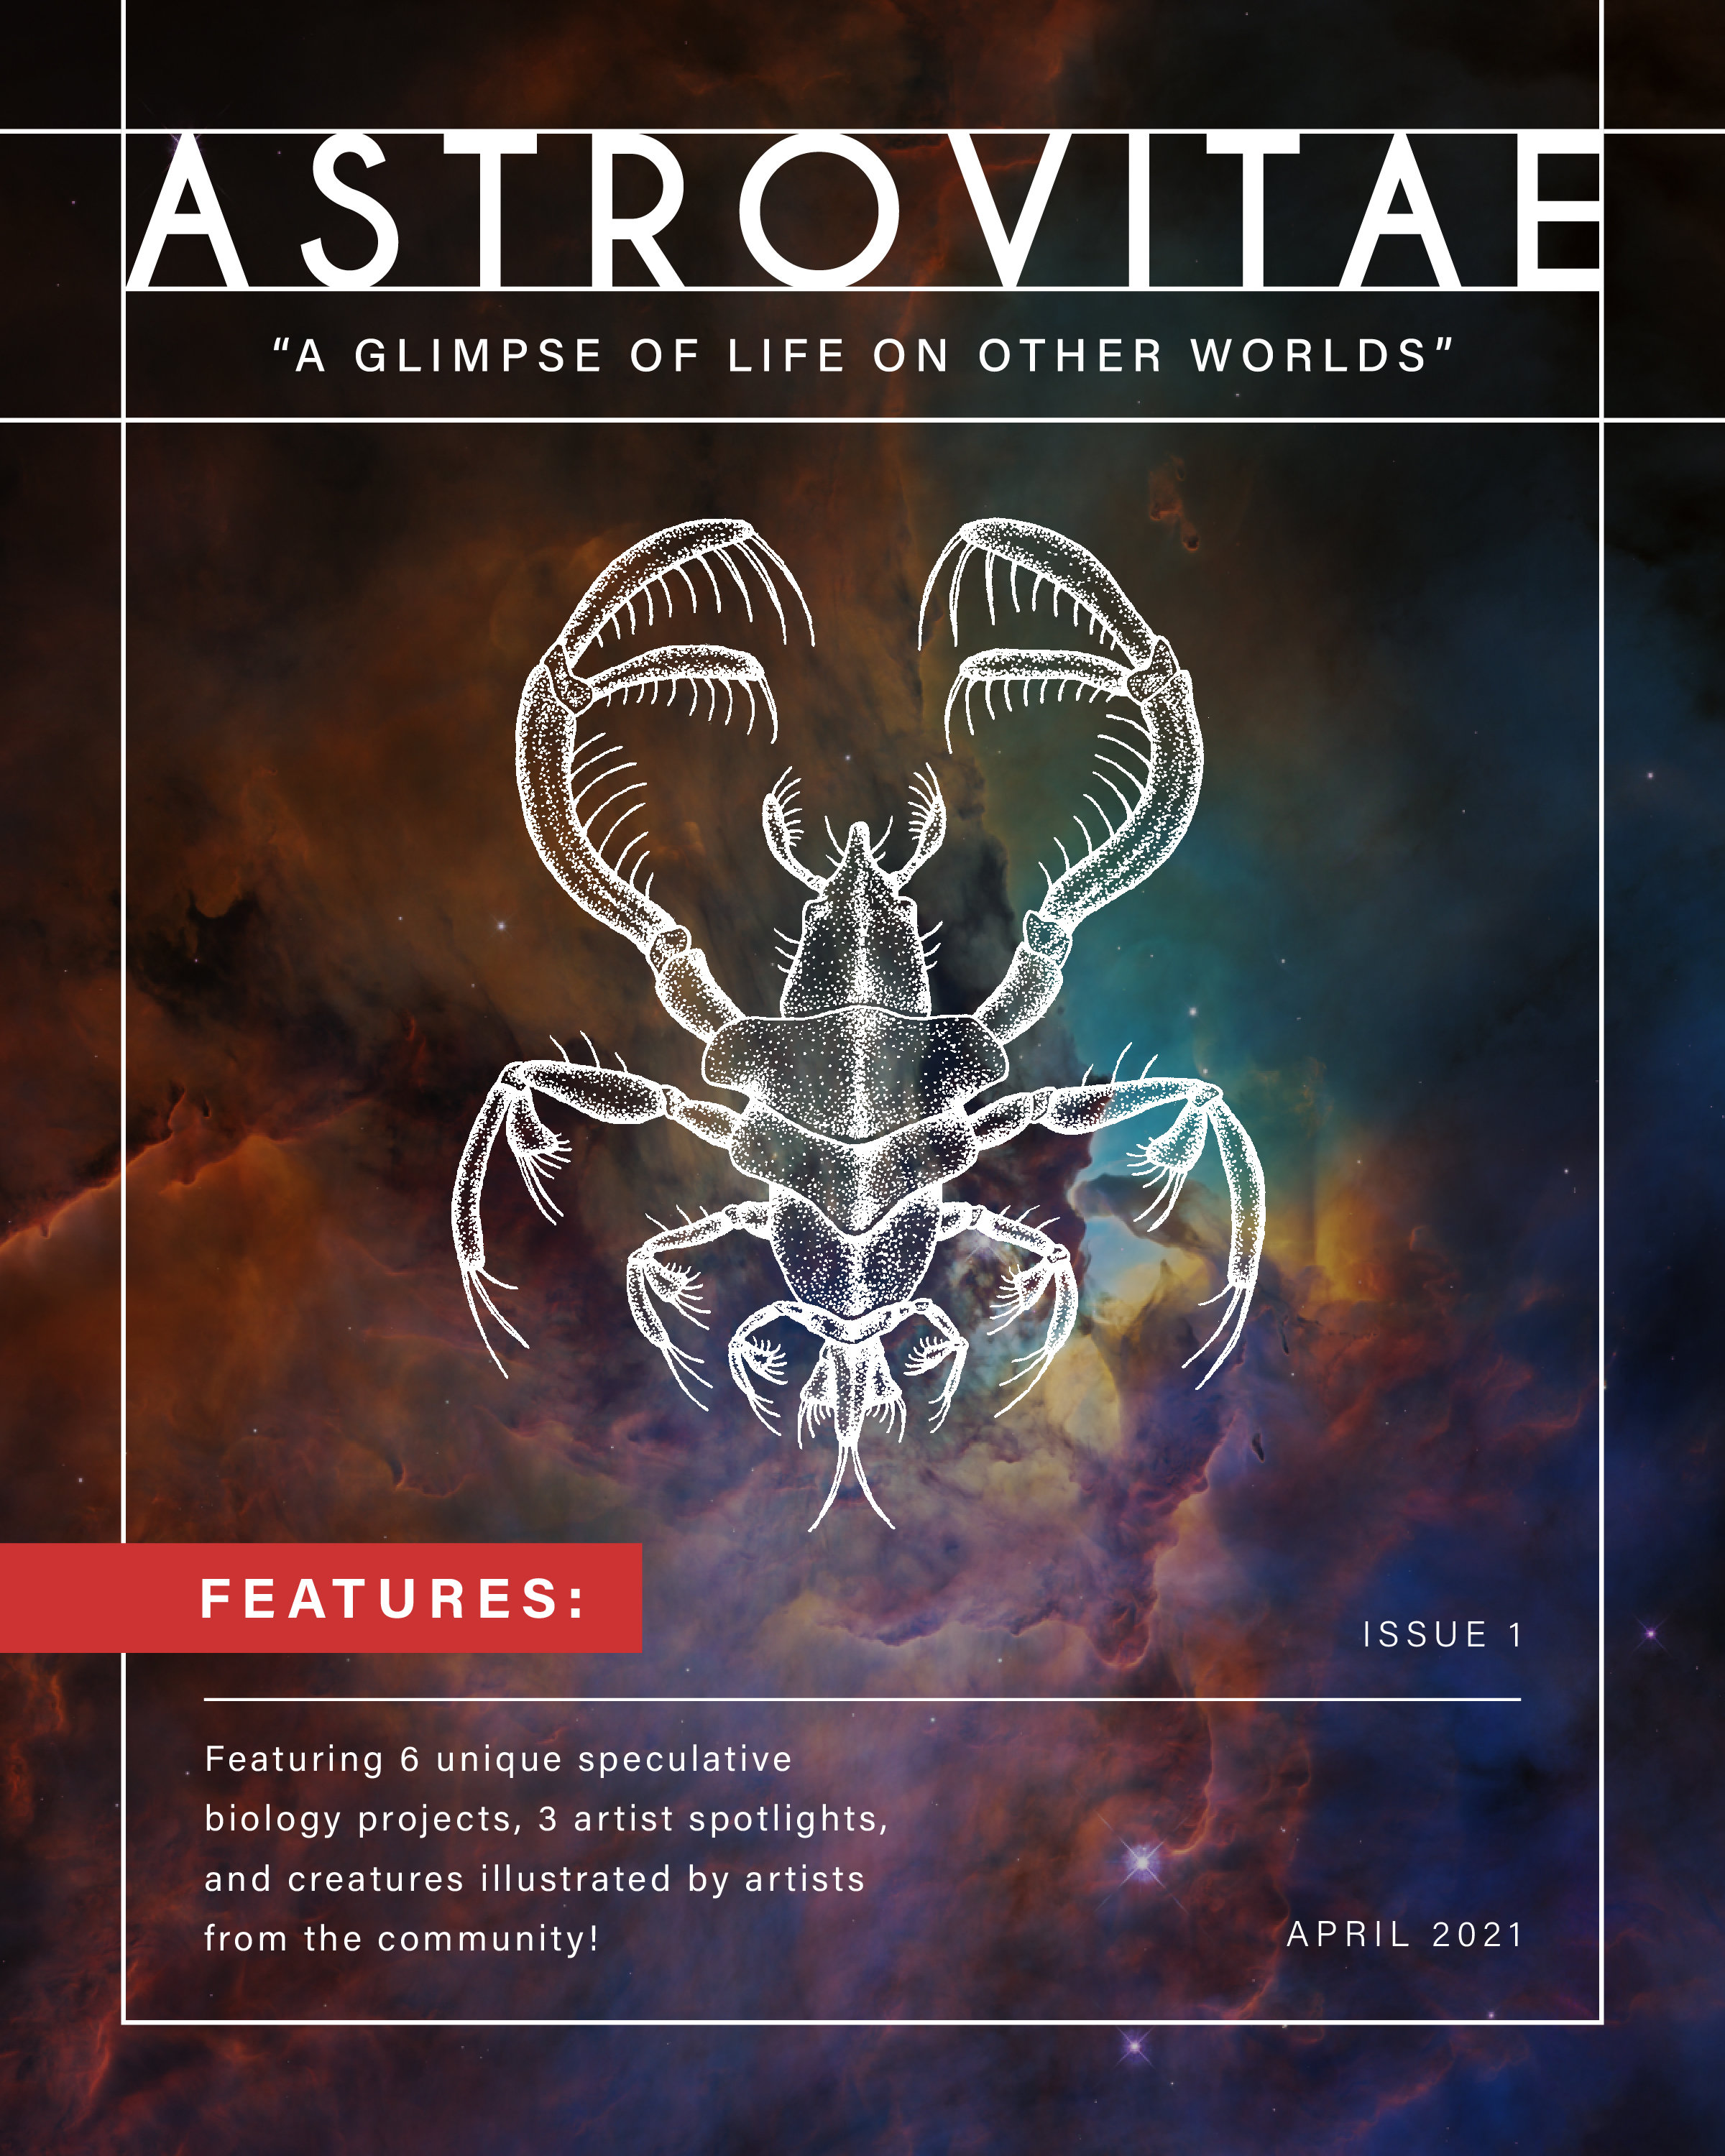 ASTROVITAE
“A GLIMPSE OF LIFE ON OTHER WORLDS”
FEATURES:
ISSUE 1
Featuring 6 unique speculative
biology projects, 3 artist spotlights,
and creatures illustrated by artists
from the community!
APRIL 2021